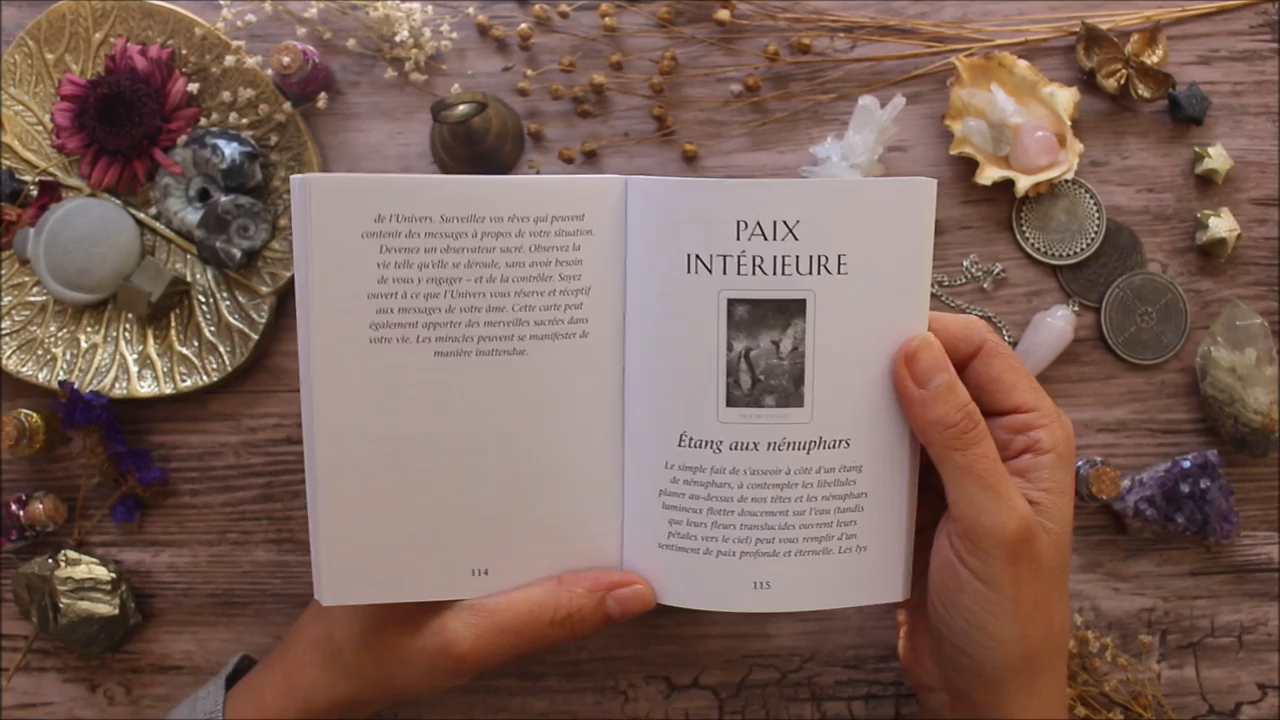 de l'Univers. Surveillez vos rêves qui peuvent
contenir des messages à propos de votre situation.
Devenez un observateur sacré. Observez la
vie telle qu'elle se déroule, sans avoir besoin
de vous y engager – et de la contrôler. Soyez
ouvert à ce que l'Univers vous réserve et réceptif
aux messages de votre âme. Cette carte peut
également apporter des merveilles sacrées dans
votre vie. Les miracles peuvent se manifester de
manière inattendue.
114
PAIX
INTÉRIEURE
Étang aux nénuphars
Le simple fait de s'asseoir à côté d'un étang
de nénuphars, à contempler les libellules
planer au-dessus de nos têtes et les nénuphars
lumineux flotter doucement sur l'eau (tandis
que leurs fleurs translucides ouvrent leurs
pétales vers le ciel) peut vous remplir d'un
sentiment de paix profonde et éternelle. Les lys
115